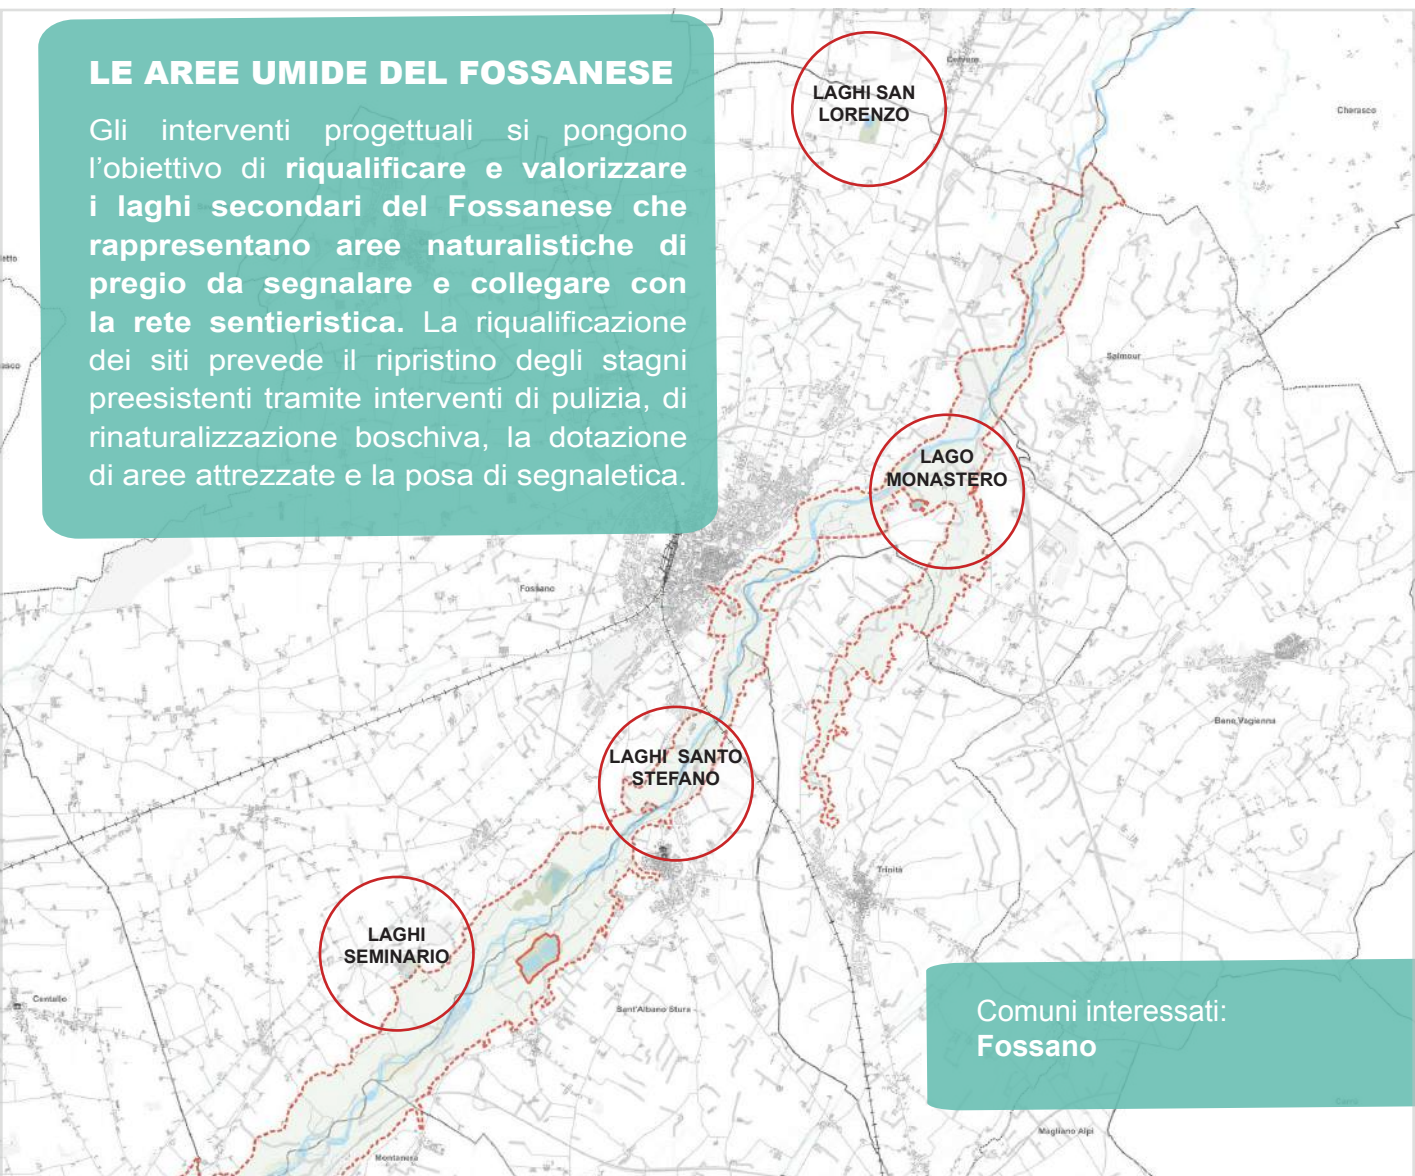 LE AREE UMIDE DEL FOSSANESE
Gli interventi progettuali si pongono
l’obiettivo di riqualificare e valorizzare
i laghi secondari del Fossanese che
rappresentano aree naturalistiche di
pregio da segnalare e collegare con
la rete sentieristica. La riqualificazione
dei siti prevede il ripristino degli stagni
preesistenti tramite interventi di pulizia, di
rinaturalizzazione boschiva, la dotazione
di aree attrezzate e la posa di segnaletica.
LAGHI SAN
LORENZO
Cervere
Cherasco
Salmour
LAGO
MONASTERO
Fossano
Bene Vagienna
LAGHI SANTO
STEFANO
Trinità
LAGHI
SEMINARIO
Centallo
Sant'Albano Stura
Comuni interessati:
Fossano
Magliano Alpi
Montanera